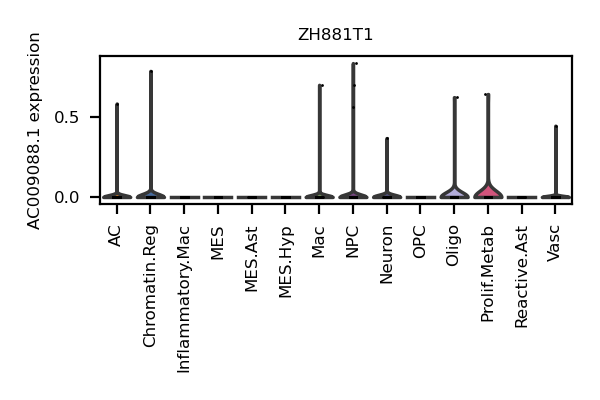 ZH881T1
AC009088.1 expression
0.5
0.0
AC
Chromatin.Reg
Inflammatory.Mac
MES
MES.Ast
MES.Hyp
Mac
NPC
Neuron
OPC
Oligo
Prolif.Metab
Reactive.Ast
Vasc